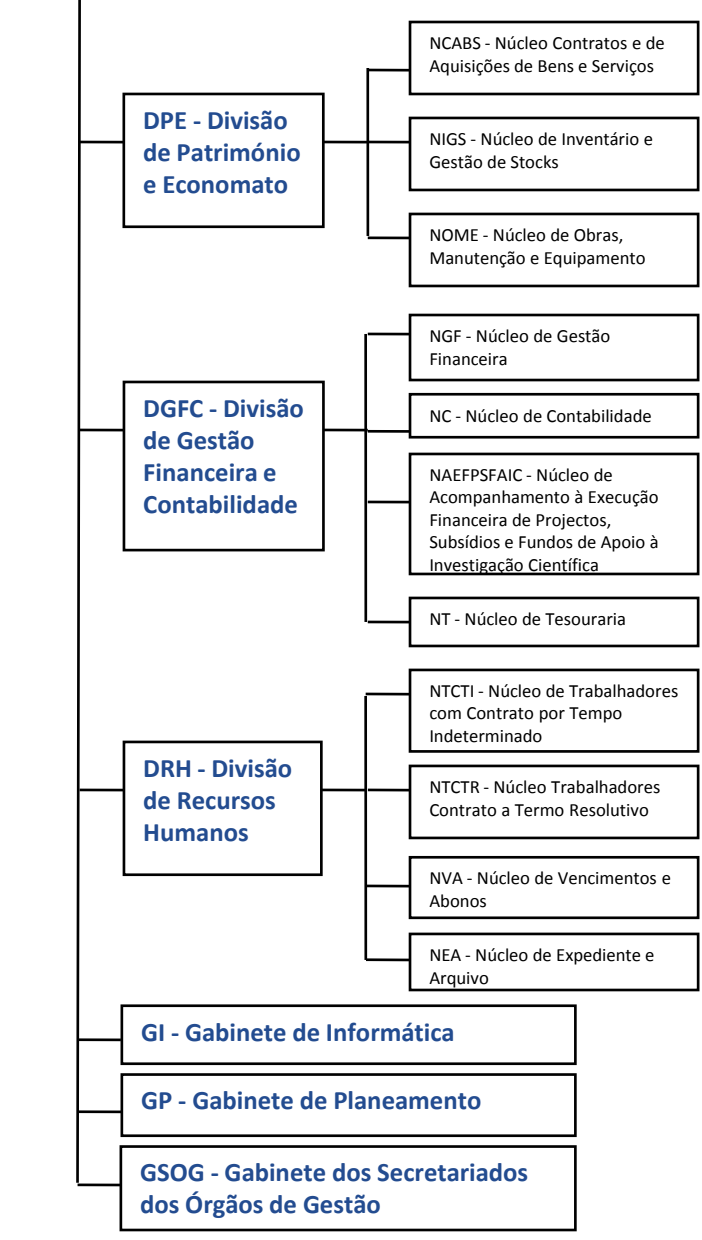 NCABS - Núcleo Contratos e de
Aquisições de Bens e Serviços
DPE - Divisão
de Património
e Economato
NIGS - Núcleo de Inventário e
Gestão de Stocks
NOME - Núcleo de Obras,
Manutenção e Equipamento
NGF - Núcleo de Gestão
Financeira
DGFC - Divisão
de Gestão
Financeira e
Contabilidade
NC - Núcleo de Contabilidade
NAEFPSFAIC - Núcleo de
Acompanhamento à Execução
Financeira de Projectos,
Subsídios e Fundos de Apoio à
Investigação Científica
NT - Núcleo de Tesouraria
NTCTI - Núcleo de Trabalhadores
com Contrato por Tempo
Indeterminado
DRH - Divisão
de Recursos
Humanos
NTCTR - Núcleo Trabalhadores
Contrato a Termo Resolutivo
NVA - Núcleo de Vencimentos e
Abonos
NEA - Núcleo de Expediente e
Arquivo
GI - Gabinete de Informática
GP - Gabinete de Planeamento
GSOG - Gabinete dos Secretariados
dos Órgãos de Gestão